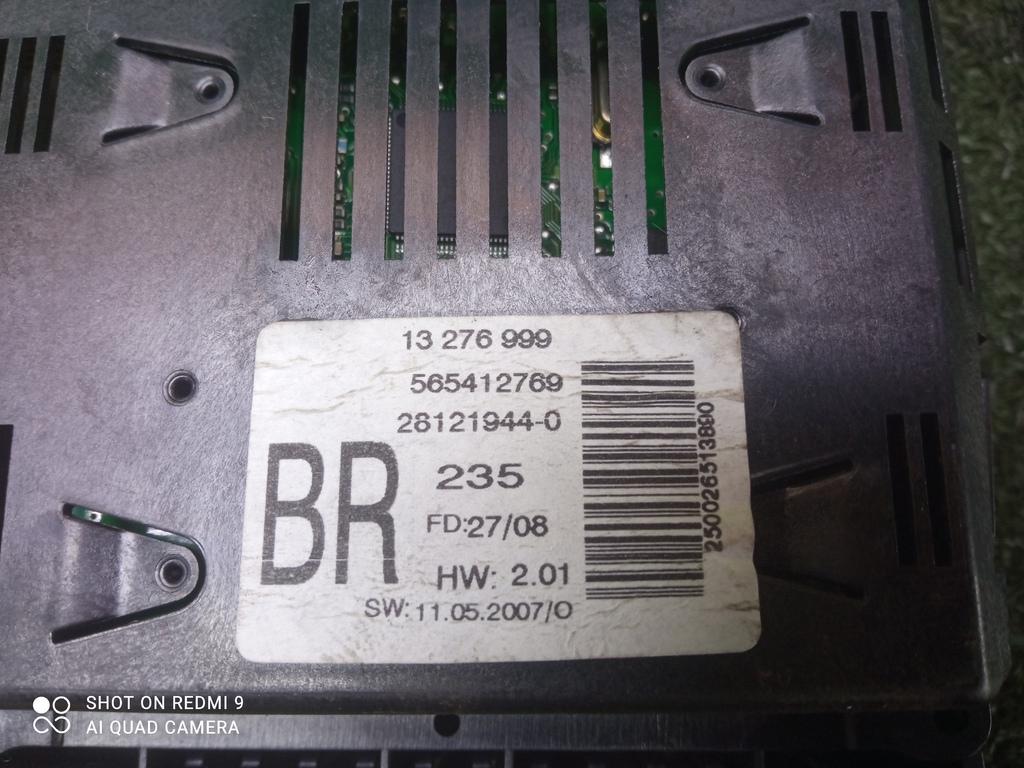 13 276 999
565412769
28121944-0
BR
235
FD:27/08
HW: 2.01
SW:11.05.2007/O
250026513890
SHOT ON REDMI 9
AI QUAD CAMERA